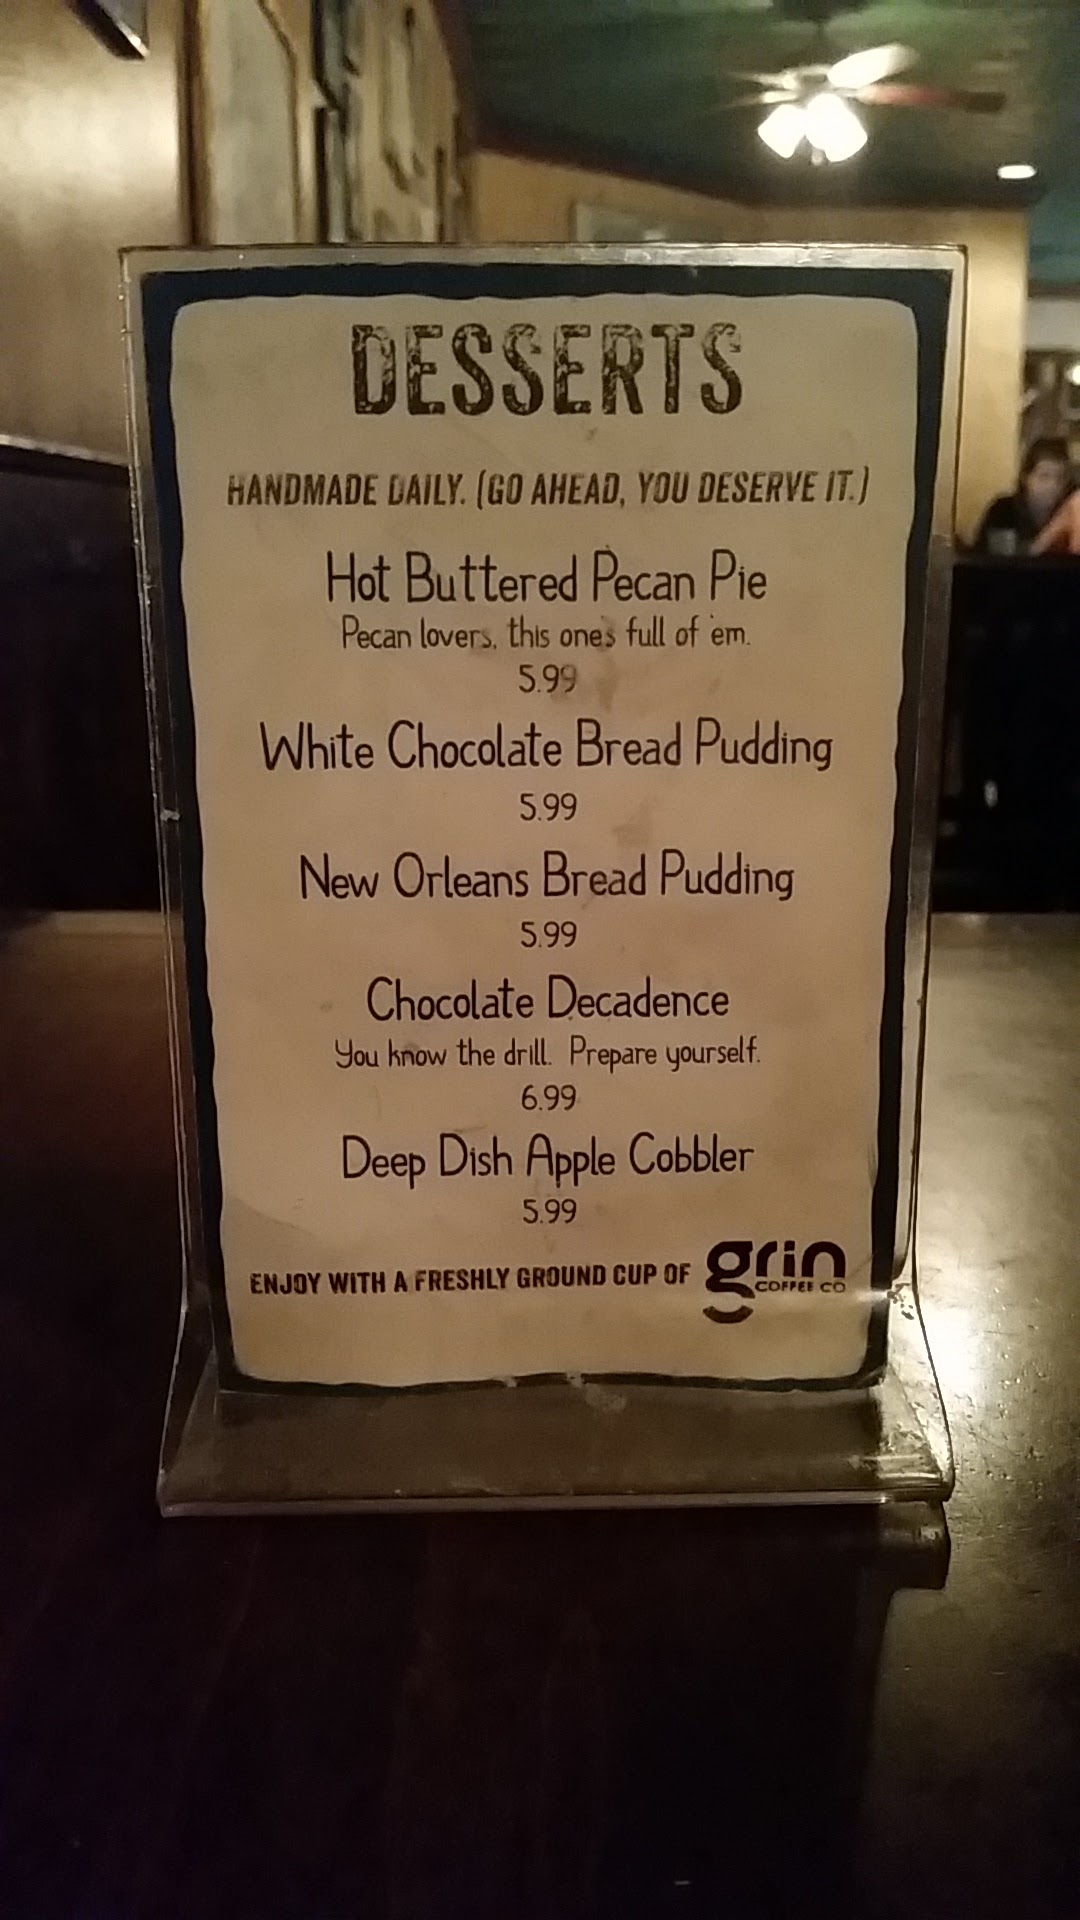 DESSERTS
HANDMADE DAILY. (GO AHEAD, YOU DESERVE IT.)
Hot Buttered Pecan Pie
Pecan lovers, this one's full of 'em.
5.99
White Chocolate Bread Pudding
5.99
New Orleans Bread Pudding
5.99
Chocolate Decadence
You know the drill. Prepare yourself.
6.99
Deep Dish Apple Cobbler
5.99
ENJOY WITH A FRESHLY GROUND CUP OF grin
COFFEE CO